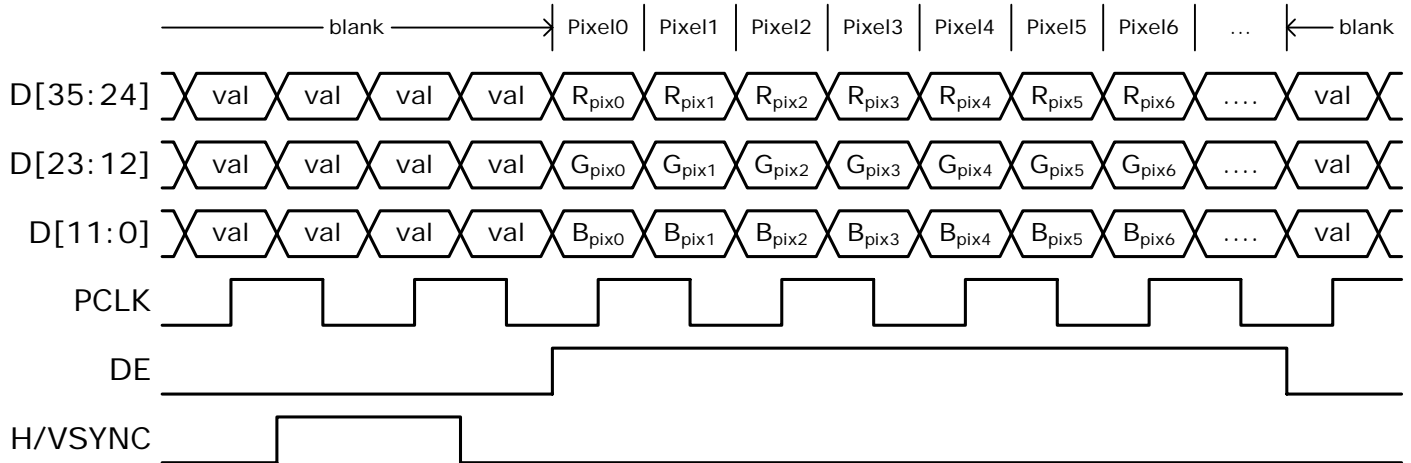 blank Pixel0 Pixel1 Pixel2 Pixel3 Pixel4 Pixel5 Pixel6 ... blank
D[35:24] val val val val Rpix0 Rpix1 Rpix2 Rpix3 Rpix4 Rpix5 Rpix6 .... val
D[23:12] val val val val Gpix0 Gpix1 Gpix2 Gpix3 Gpix4 Gpix5 Gpix6 .... val
D[11:0] val val val val Bpix0 Bpix1 Bpix2 Bpix3 Bpix4 Bpix5 Bpix6 .... val
PCLK
DE
H/VSYNC